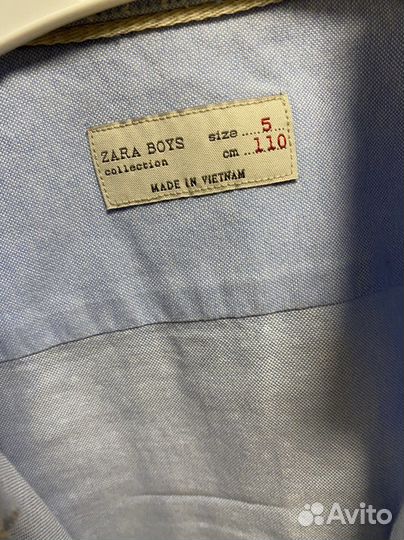 ZARA BOYS size ....5...
collection cm ...110
MADE IN VIETNAM
Avito